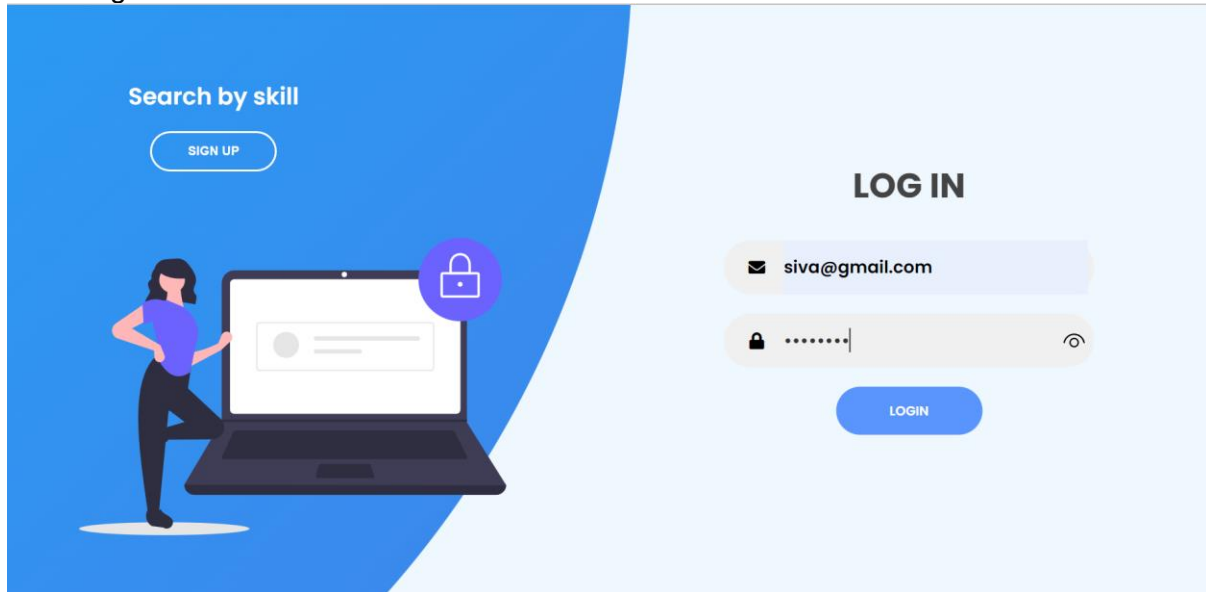 Search by skill
SIGN UP
LOG IN
siva@gmail.com
••••••••
LOGIN